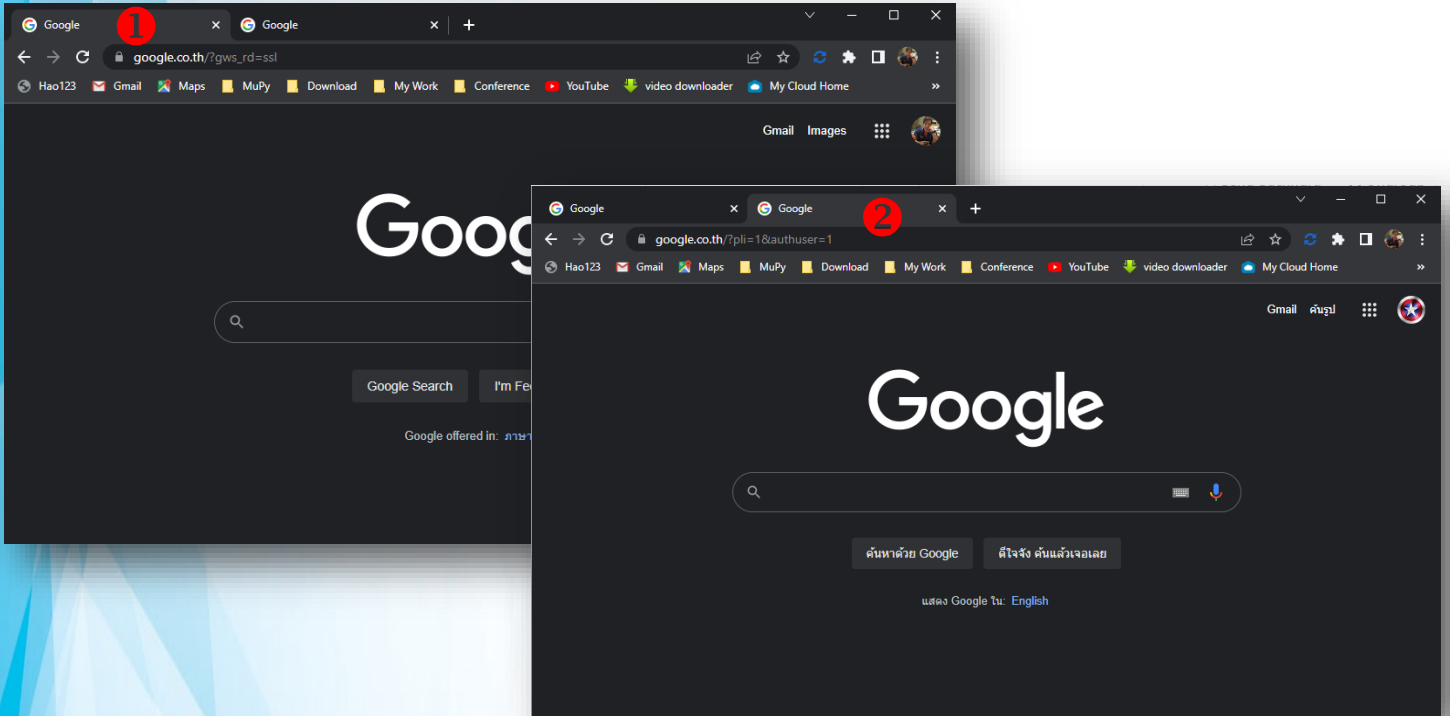 Google 1 Google
google.co.th/?gws_rd=ssl
Hao123 Gmail Maps MuPy Download My Work Conference YouTube video downloader My Cloud Home »
Gmail Images
Goog
Google Search I'm Fe
Google offered in: ภาษา
Google Google 2
google.co.th/?pli=1&authuser=1
Hao123 Gmail Maps MuPy Download My Work Conference YouTube video downloader My Cloud Home »
Gmail ค้นรูป
Google
ค้นหาด้วย Google ดีใจจัง ค้นแล้วเจอเลย
แสดง Google ใน: English